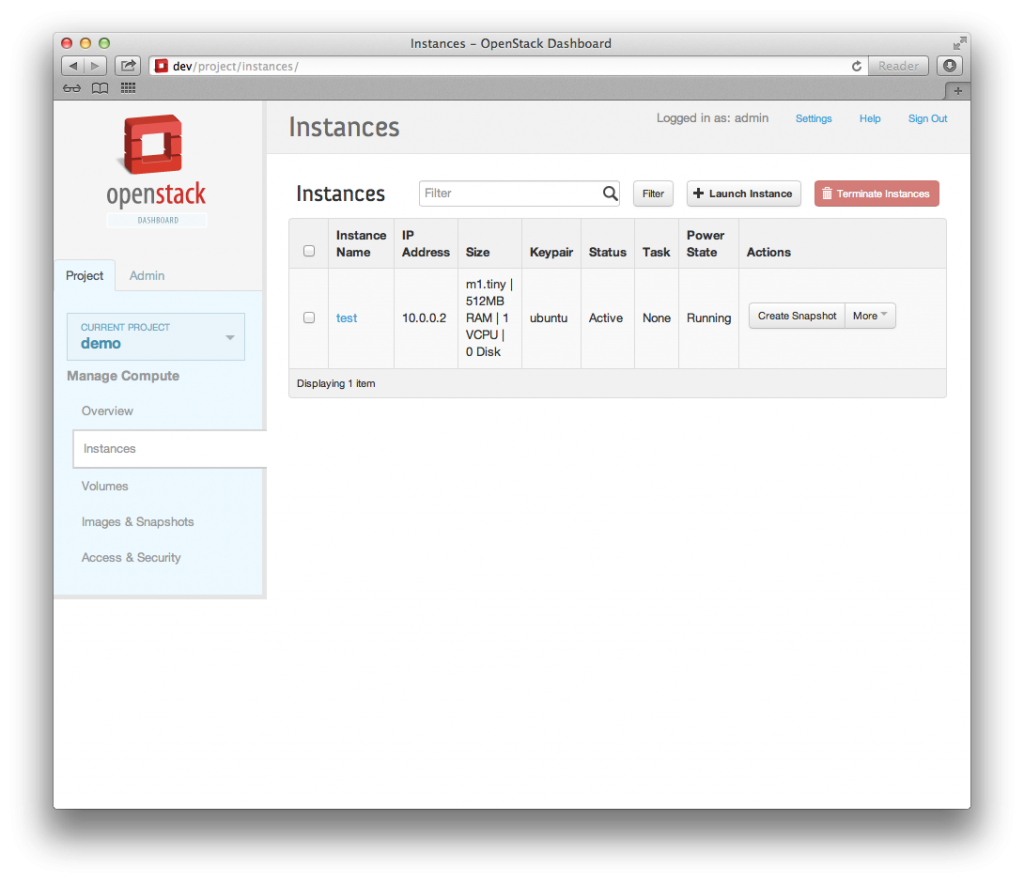 Instances – OpenStack Dashboard
dev/project/instances/
Reader
openstack
DASHBOARD
Project Admin
CURRENT PROJECT
demo
Manage Compute
Overview
Instances
Volumes
Images & Snapshots
Access & Security
Instances
Logged in as: admin Settings Help Sign Out
Instances Filter Filter + Launch Instance Terminate Instances
Instance Name IP Address Size Keypair Status Task Power State Actions
test 10.0.0.2 m1.tiny | 512MB RAM | 1 VCPU | 0 Disk ubuntu Active None Running Create Snapshot More
Displaying 1 item